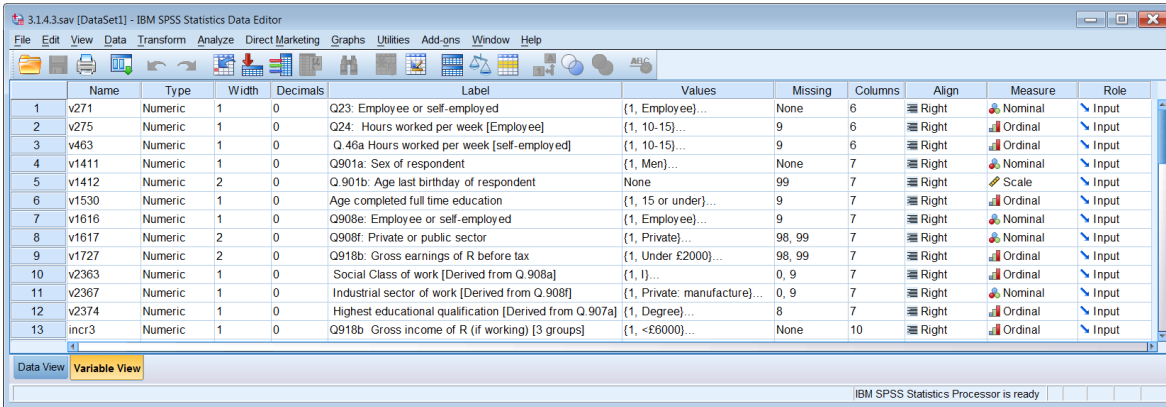 3.1.4.3.sav [DataSet1] - IBM SPSS Statistics Data Editor
File Edit View Data Transform Analyze Direct Marketing Graphs Utilities Add-ons Window Help
Name Type Width Decimals Label Values Missing Columns Align Measure Role
1 v271 Numeric 1 0 Q23: Employee or self-employed {1, Employee}... None 6 Right Nominal Input
2 v275 Numeric 1 0 Q24: Hours worked per week [Employee] {1, 10-15}... 9 6 Right Ordinal Input
3 v463 Numeric 1 0 Q.46a Hours worked per week [self-employed] {1, 10-15}... 9 6 Right Ordinal Input
4 v1411 Numeric 1 0 Q901a: Sex of respondent {1, Men}... None 7 Right Nominal Input
5 v1412 Numeric 2 0 Q.901b: Age last birthday of respondent None 99 7 Right Scale Input
6 v1530 Numeric 1 0 Age completed full time education {1, 15 or under}... 9 7 Right Ordinal Input
7 v1616 Numeric 1 0 Q908e: Employee or self-employed {1, Employee}... 9 7 Right Nominal Input
8 v1617 Numeric 2 0 Q908f: Private or public sector {1, Private}... 98, 99 7 Right Nominal Input
9 v1727 Numeric 2 0 Q918b: Gross earnings of R before tax {1, Under £2000}... 98, 99 7 Right Ordinal Input
10 v2363 Numeric 1 0 Social Class of work [Derived from Q.908a] {1, I}... 0, 9 7 Right Ordinal Input
11 v2367 Numeric 1 0 Industrial sector of work [Derived from Q.908f] {1, Private: manufacture}... 0, 9 7 Right Nominal Input
12 v2374 Numeric 1 0 Highest educational qualification [Derived from Q.907a] {1, Degree}... 8 7 Right Ordinal Input
13 incr3 Numeric 1 0 Q918b Gross income of R (if working) [3 groups] {1, <£6000}... None 10 Right Ordinal Input
Data View Variable View
IBM SPSS Statistics Processor is ready